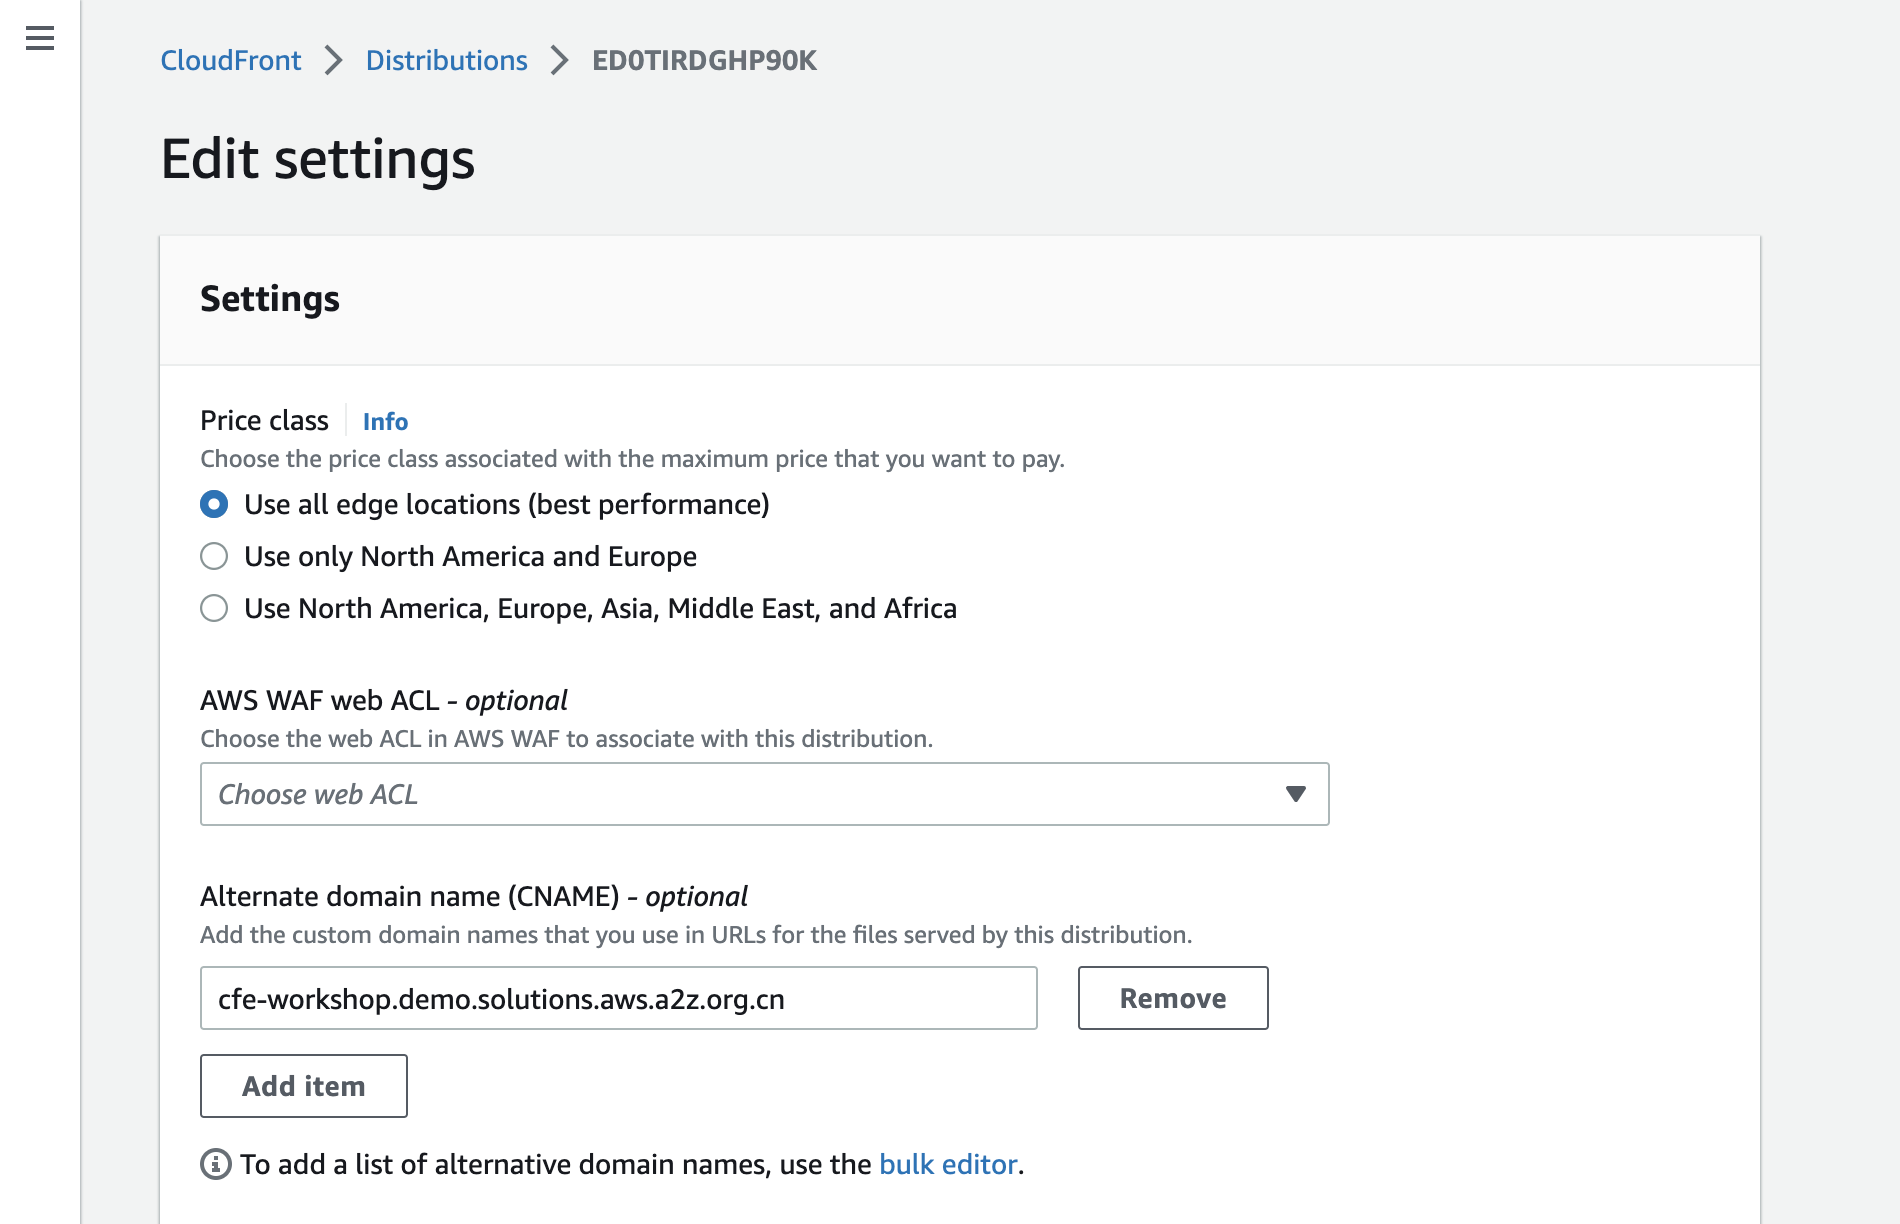 CloudFront > Distributions > ED0TIRDGHP90K
Edit settings
Settings
Price class Info
Choose the price class associated with the maximum price that you want to pay.
Use all edge locations (best performance)
Use only North America and Europe
Use North America, Europe, Asia, Middle East, and Africa
AWS WAF web ACL - optional
Choose the web ACL in AWS WAF to associate with this distribution.
Choose web ACL
Alternate domain name (CNAME) - optional
Add the custom domain names that you use in URLs for the files served by this distribution.
cfe-workshop.demo.solutions.aws.a2z.org.cn Remove
Add item
To add a list of alternative domain names, use the bulk editor.